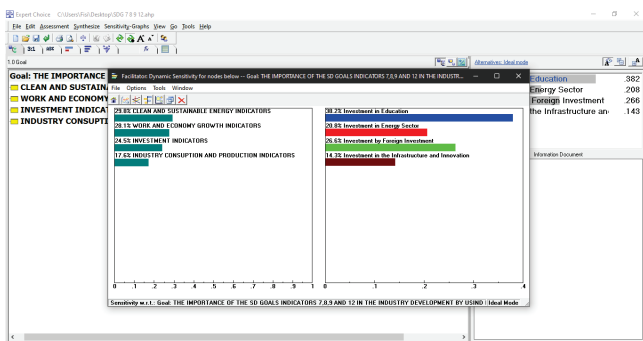 Expert Choice C:\Users\Rai\Desktop\SDG 7 8 9 12.ahp
File Edit Assessment Synthesize Sensitivity-Graphs View Go Tools Help
3:1 ABC
1.0 Goal
Alternatives: Ideal mode
Goal: THE IMPORTANCE
CLEAN AND SUSTAIN
WORK AND ECONOMY
INVESTMENT INDICAT
INDUSTRY CONSUPTI
Facilitator Dynamic Sensitivity for nodes below -- Goal: THE IMPORTANCE OF THE SD GOALS INDICATORS 7,8,9 AND 12 IN THE INDUSTR...
File Options Tools Window
29.8% CLEAN AND SUSTAINABLE ENERGY INDICATORS
28.1% WORK AND ECONOMY GROWTH INDICATORS
24.5% INVESTMENT INDICATORS
17.6% INDUSTRY CONSUPTION AND PRODUCTION INDICATORS
0 .1 .2 .3 .4 .5 .6 .7 .8 .9 1
38.2% Investment in Education
20.8% Investment in Energy Sector
26.6% Investment by Foreign Investment
14.3% Investment in the Infrastructure and Innovation
0 .1 .2 .3 .4
Sensitivity w.r.t.: Goal: THE IMPORTANCE OF THE SD GOALS INDICATORS 7,8,9 AND 12 IN THE INDUSTRY DEVELOPMENT BY USIND
Ideal Mode
Education .382
Energy Sector .208
Foreign Investment .266
the Infrastructure an .143
Information Document